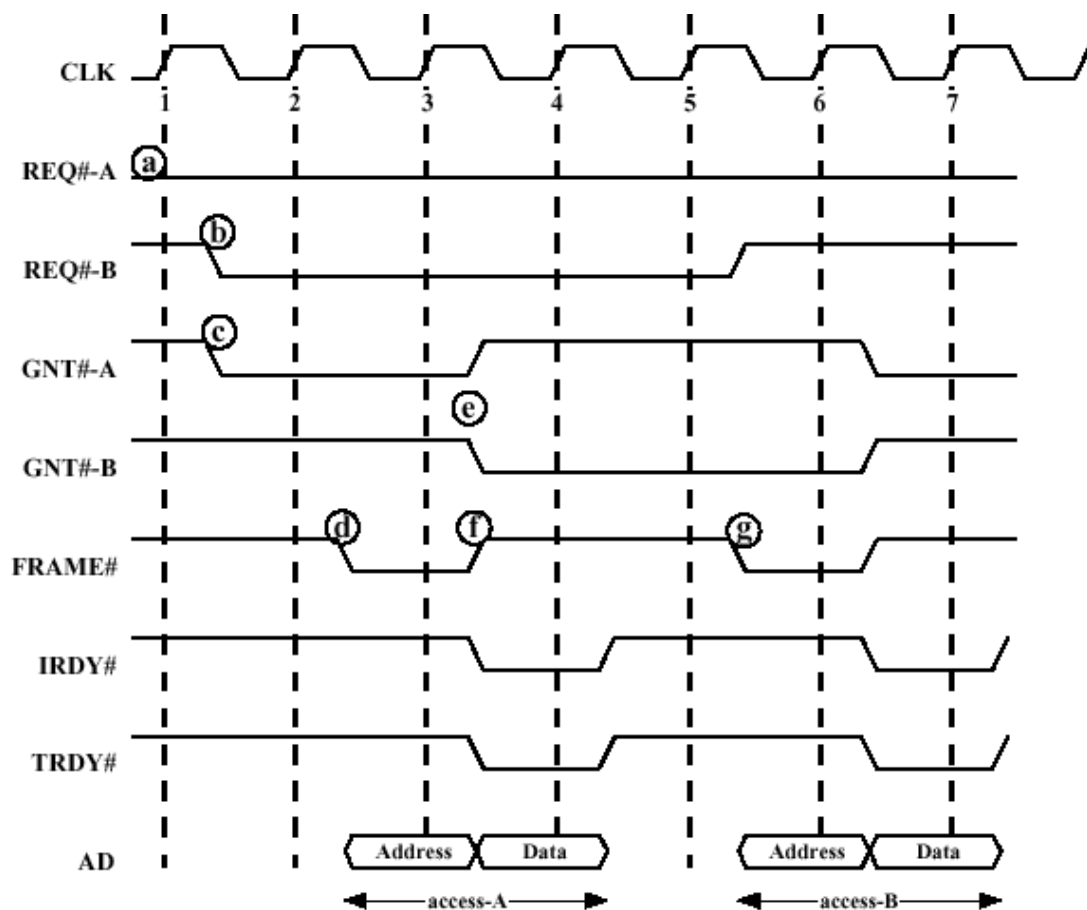 CLK
1 2 3 4 5 6 7
REQ#-A
a
REQ#-B
b
GNT#-A
c
e
GNT#-B
FRAME#
d f g
IRDY#
TRDY#
AD
Address Data Address Data
access-A access-B